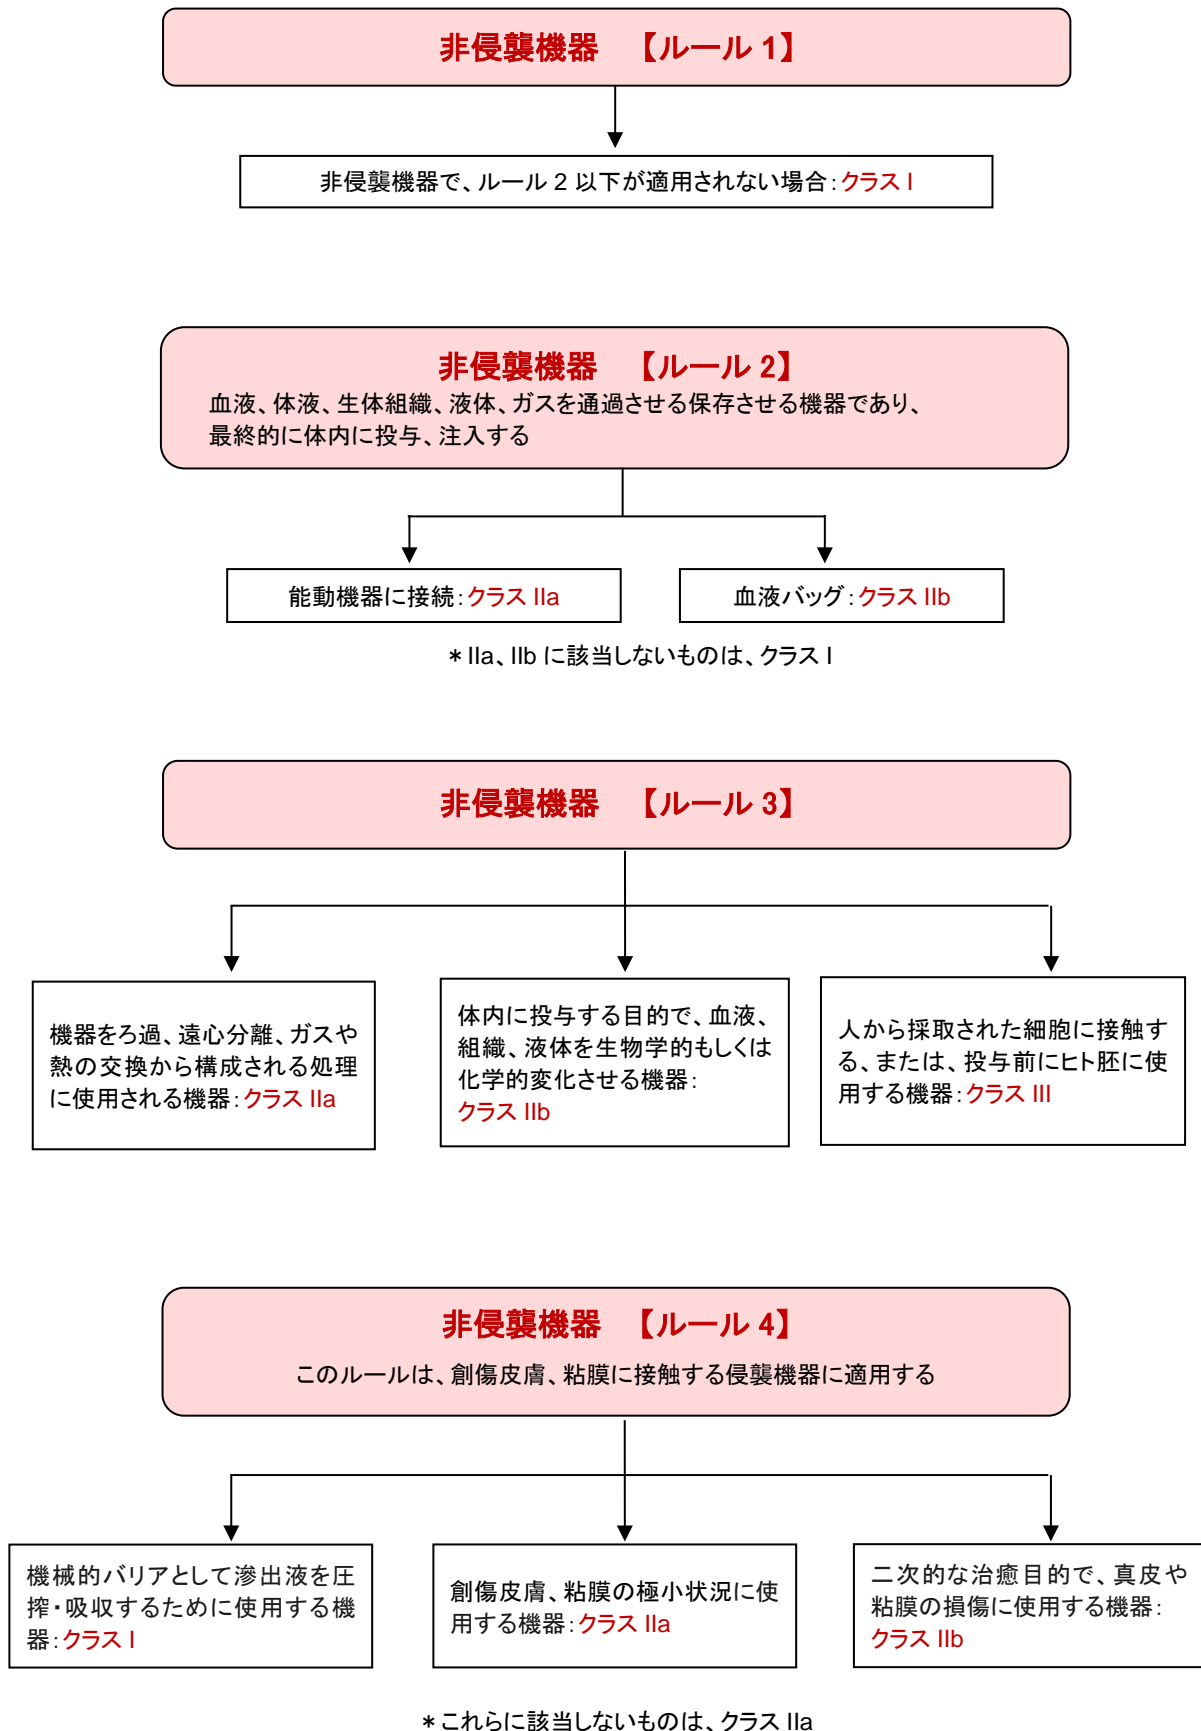 非侵襲機器　【ルール 1】
非侵襲機器で、ルール 2 以下が適用されない場合：クラス I
非侵襲機器　【ルール 2】
血液、体液、生体組織、液体、ガスを通過させる保存させる機器であり、
最終的に体内に投与、注入する
能動機器に接続：クラス IIa
血液バッグ：クラス IIb
＊IIa、IIb に該当しないものは、クラス I
非侵襲機器　【ルール 3】
機器をろ過、遠心分離、ガスや
熱の交換から構成される処理
に使用される機器：クラス IIa
体内に投与する目的で、血液、
組織、液体を生物学的もしくは
化学的変化させる機器：
クラス IIb
人から採取された細胞に接触す
る、または、投与前にヒト胚に使
用する機器：クラス III
非侵襲機器　【ルール 4】
このルールは、創傷皮膚、粘膜に接触する侵襲機器に適用する
機械的バリアとして滲出液を圧
搾・吸収するために使用する機
器：クラス I
創傷皮膚、粘膜の極小状況に使
用する機器：クラス IIa
二次的な治癒目的で、真皮や
粘膜の損傷に使用する機器：
クラス IIb
＊これらに該当しないものは、クラス IIa